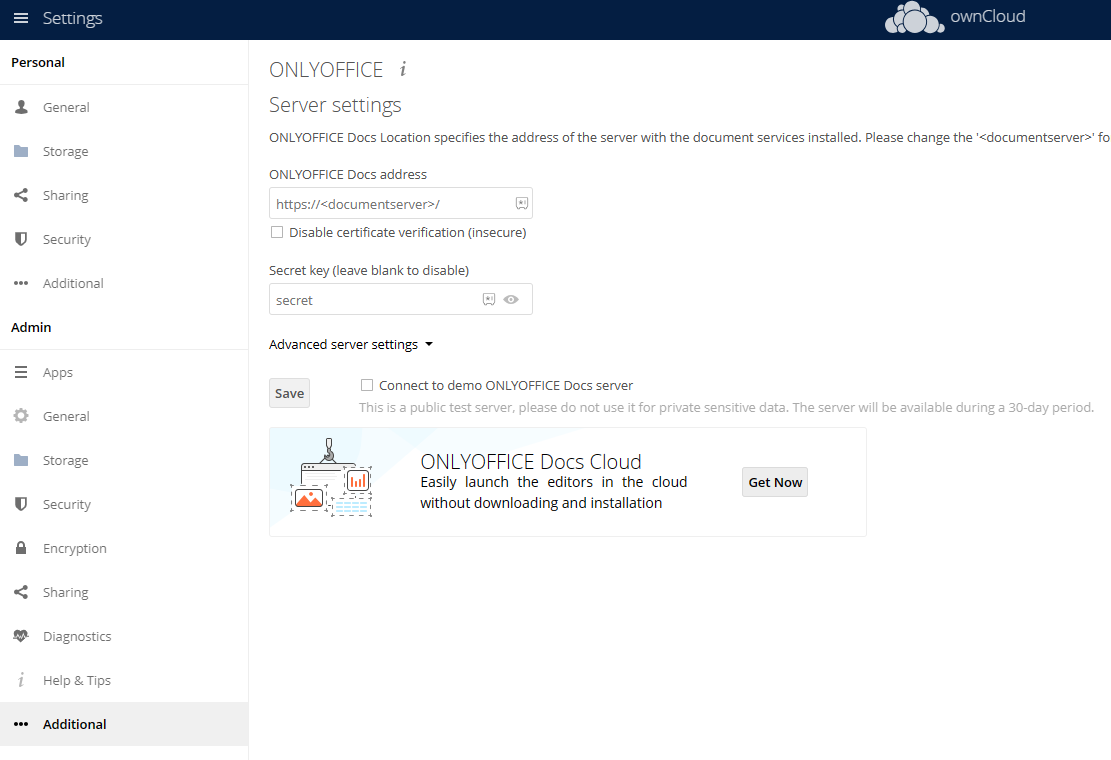 Settings
ownCloud
Personal
General
Storage
Sharing
Security
Additional
Admin
Apps
General
Storage
Security
Encryption
Sharing
Diagnostics
Help & Tips
Additional
ONLYOFFICE i
Server settings
ONLYOFFICE Docs Location specifies the address of the server with the document services installed. Please change the '<documentserver>' fo
ONLYOFFICE Docs address
https://<documentserver>/
Disable certificate verification (insecure)
Secret key (leave blank to disable)
secret
Advanced server settings
Save
Connect to demo ONLYOFFICE Docs server
This is a public test server, please do not use it for private sensitive data. The server will be available during a 30-day period.
ONLYOFFICE Docs Cloud
Easily launch the editors in the cloud
without downloading and installation
Get Now